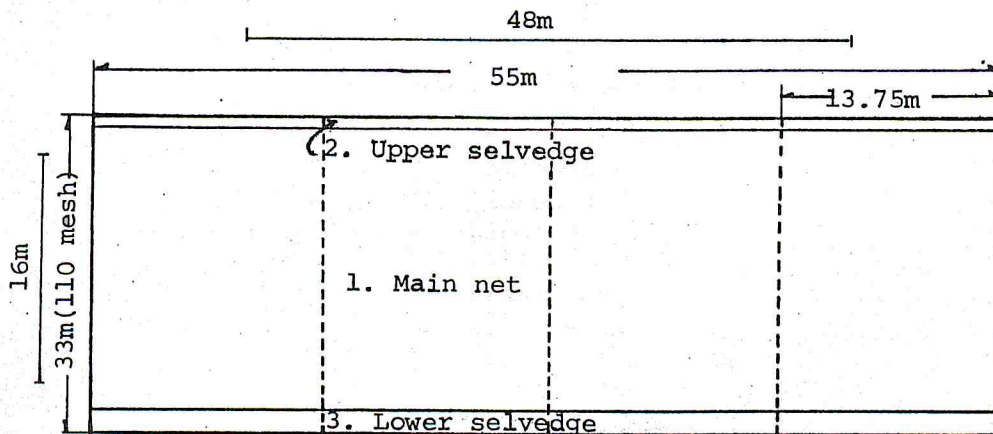 48m
55m
13.75m
2. Upper selvedge
16m
33m(110 mesh)
1. Main net
3. Lower selvedge